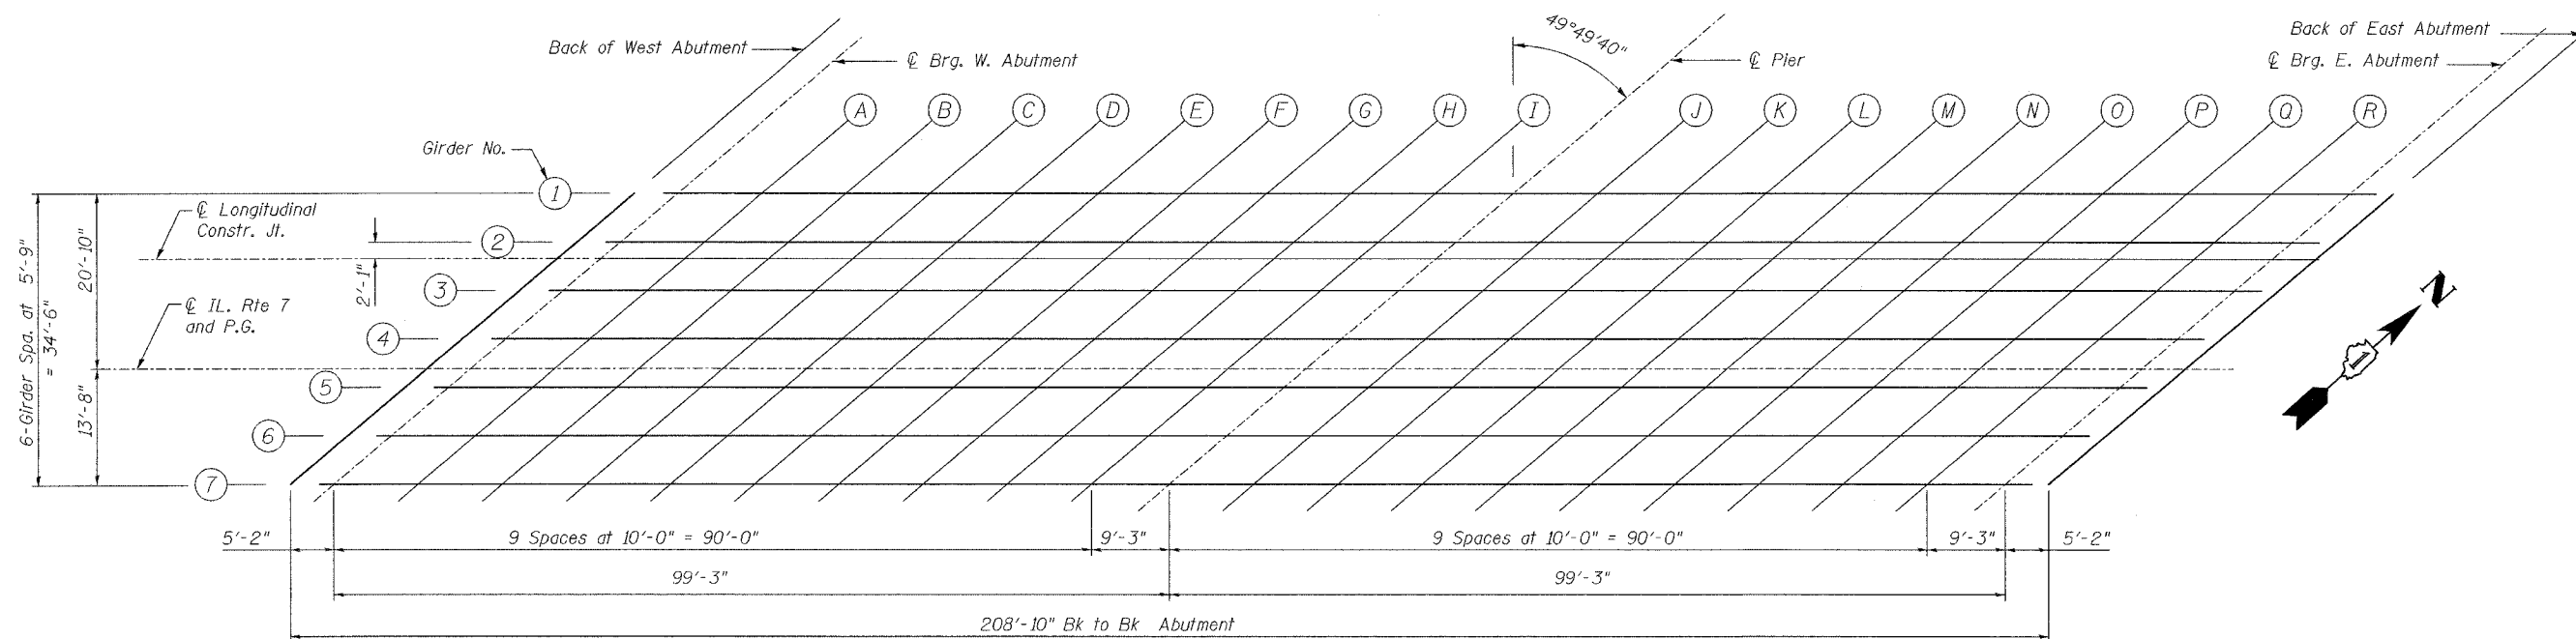 Back of West Abutment
℄ Brg. W. Abutment
49°49'40"
℄ Pier
Back of East Abutment
℄ Brg. E. Abutment
A B C D E F G H I J K L M N O P Q R
Girder No.
1
℄ Longitudinal
Constr. Jt.
2
2'-1"
3
℄ IL. Rte 7
and P.G.
4
5
6
7
6-Girder Spa. at 5'-9"
= 34'-6"
20'-10"
13'-8"
N
5'-2"
9 Spaces at 10'-0" = 90'-0"
9'-3"
9 Spaces at 10'-0" = 90'-0"
9'-3"
5'-2"
99'-3"
99'-3"
208'-10" Bk to Bk Abutment